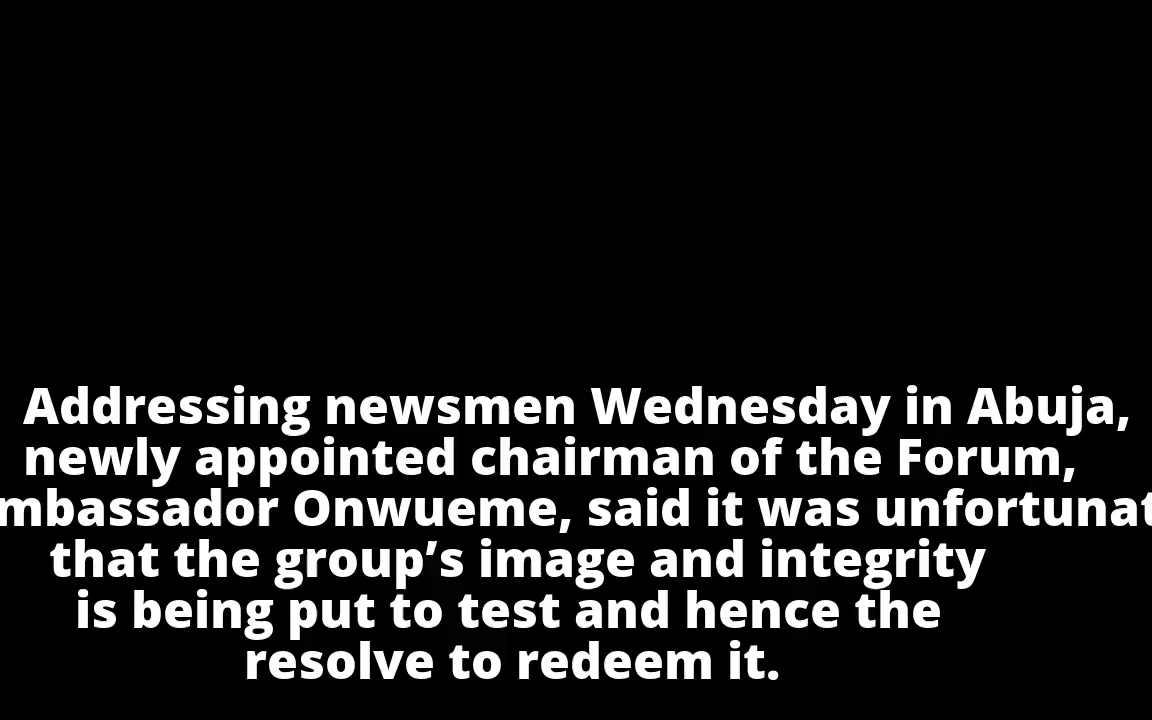 Addressing newsmen Wednesday in Abuja,
newly appointed chairman of the Forum,
mbassador Onwueme, said it was unfortunat
that the group’s image and integrity
is being put to test and hence the
resolve to redeem it.